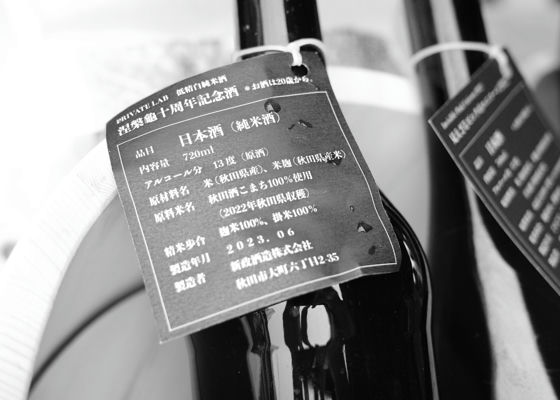 PRIVATE LAB 低精白純米酒
涅槃龜十周年記念酒 ＊お酒は20歳から。
品目 日本酒（純米酒）
内容量 720ml
アルコール分 13度（原酒）
原材料名 米（秋田県産）、米麹（秋田県産米）
原料米名 秋田酒こまち100％使用
（2022年秋田県収穫）
精米歩合 麹米100%、掛米100%
製造年月 2023. 06
製造者 新政酒造株式会社
秋田市大町六丁目2-35